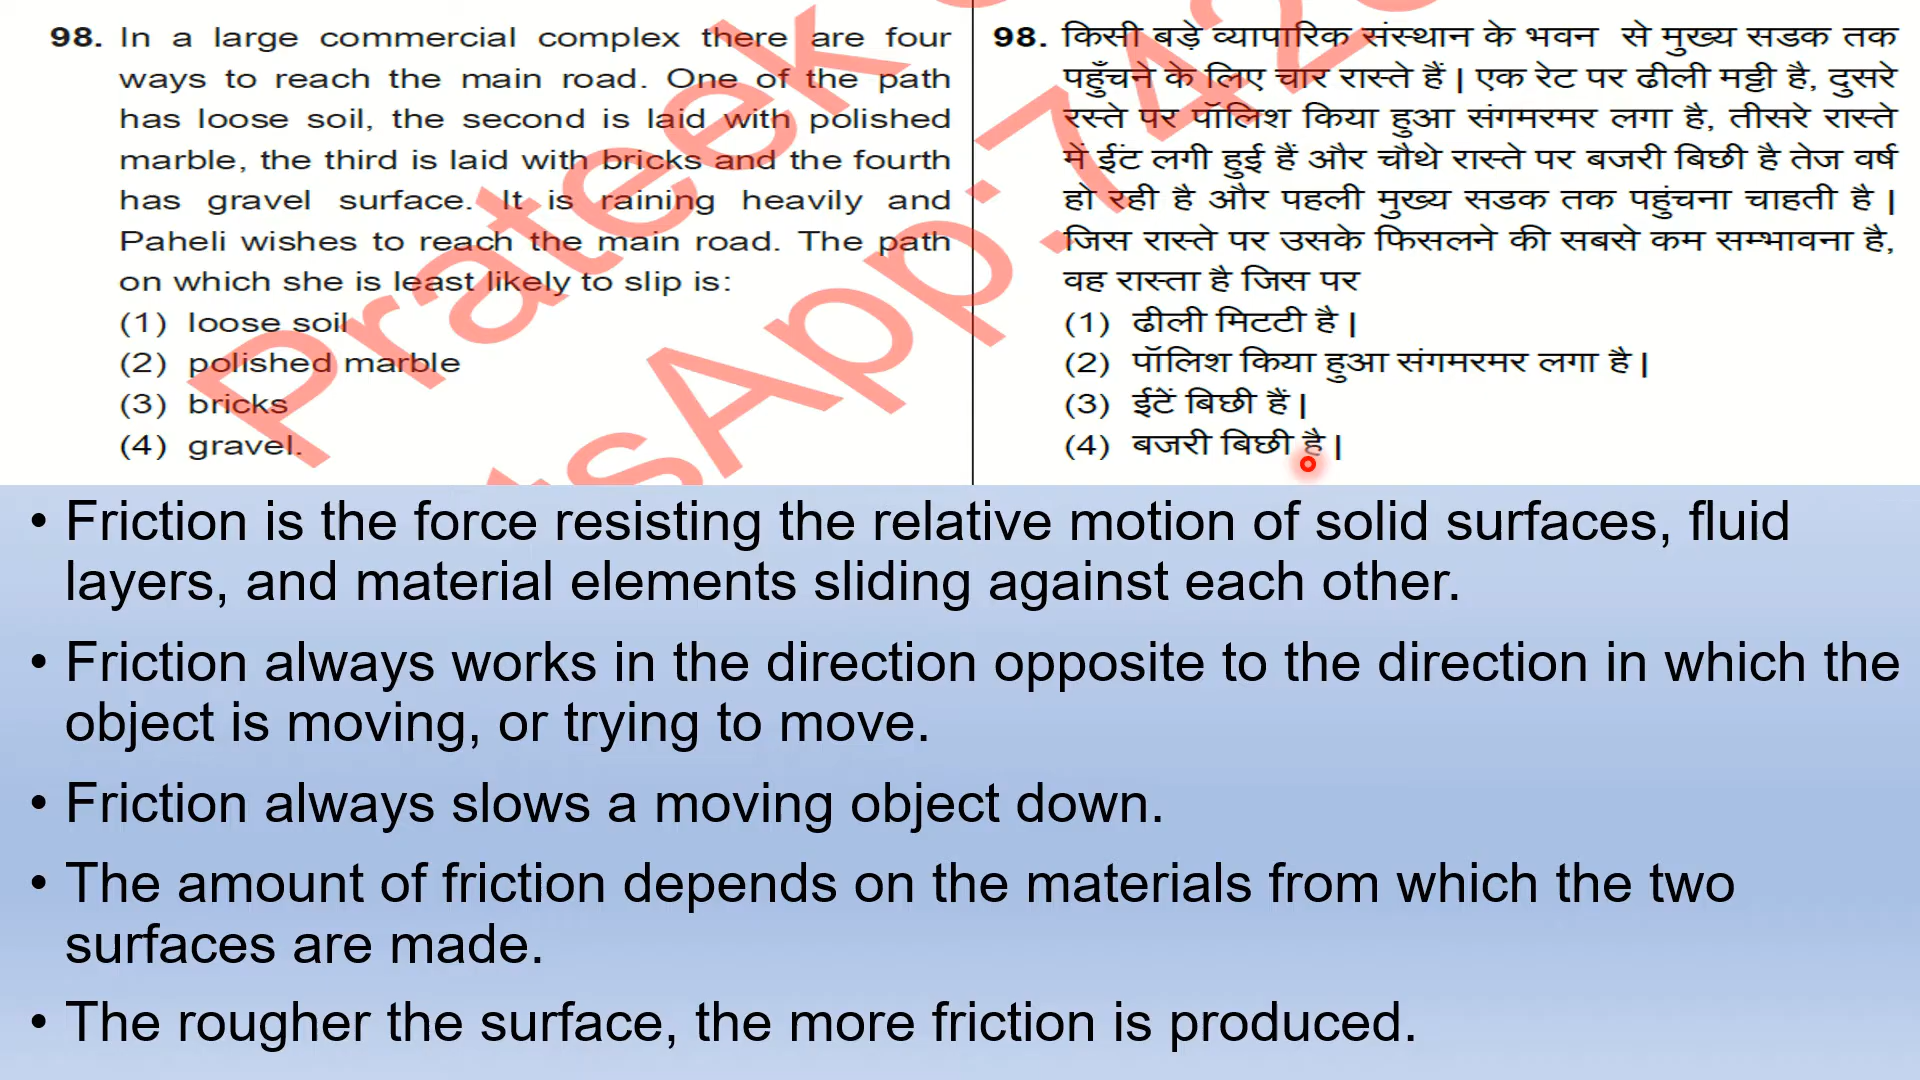 98. In a large commercial complex there are four
ways to reach the main road. One of the path
has loose soil, the second is laid with polished
marble, the third is laid with bricks and the fourth
has gravel surface. It is raining heavily and
Paheli wishes to reach the main road. The path
on which she is least likely to slip is:
(1) loose soil
(2) polished marble
(3) bricks
(4) gravel.
98. किसी बड़े व्यापारिक संस्थान के भवन से मुख्य सडक तक
पहुँचने के लिए चार रास्ते हैं | एक रेट पर ढीली मट्टी है, दुसरे
रस्ते पर पॉलिश किया हुआ संगमरमर लगा है, तीसरे रास्ते
में ईंट लगी हुई हैं और चौथे रास्ते पर बजरी बिछी है तेज वर्ष
हो रही है और पहली मुख्य सडक तक पहुंचना चाहती है |
जिस रास्ते पर उसके फिसलने की सबसे कम सम्भावना है,
वह रास्ता है जिस पर
(1) ढीली मिटटी है |
(2) पॉलिश किया हुआ संगमरमर लगा है |
(3) ईटें बिछी हैं |
(4) बजरी बिछी है |
Prateek
tsApp:742
• Friction is the force resisting the relative motion of solid surfaces, fluid
layers, and material elements sliding against each other.
• Friction always works in the direction opposite to the direction in which the
object is moving, or trying to move.
• Friction always slows a moving object down.
• The amount of friction depends on the materials from which the two
surfaces are made.
• The rougher the surface, the more friction is produced.